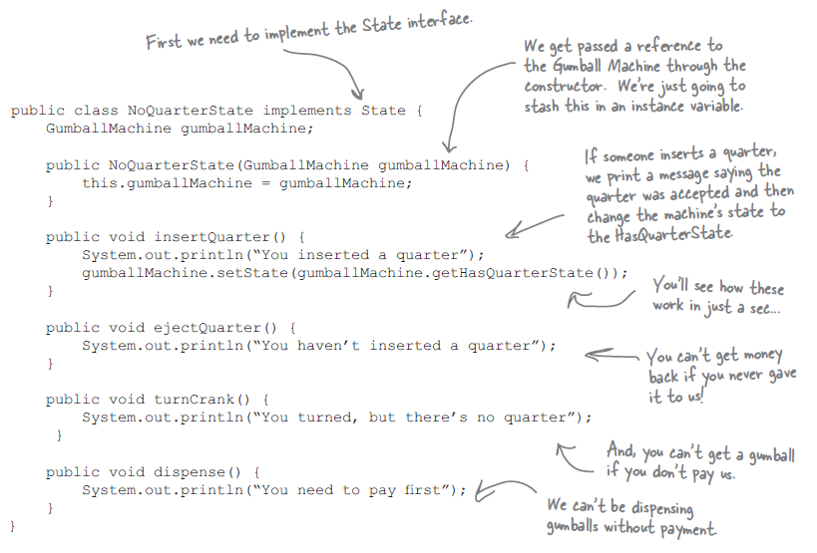 First we need to implement the State interface.
We get passed a reference to
the Gumball Machine through the
constructor. We're just going to
stash this in an instance variable.
public class NoQuarterState implements State {
GumballMachine gumballMachine;
public NoQuarterState(GumballMachine gumballMachine) {
this.gumballMachine = gumballMachine;
}
If someone inserts a quarter,
we print a message saying the
quarter was accepted and then
change the machine's state to
the HasQuarterState.
public void insertQuarter() {
System.out.println(“You inserted a quarter”);
gumballMachine.setState(gumballMachine.getHasQuarterState());
}
You'll see how these
work in just a sec...
public void ejectQuarter() {
System.out.println(“You haven’t inserted a quarter”);
}
You can't get money
back if you never gave
it to us!
public void turnCrank() {
System.out.println(“You turned, but there’s no quarter”);
}
And, you can't get a gumball
if you don't pay us.
public void dispense() {
System.out.println(“You need to pay first”);
}
We can't be dispensing
gumballs without payment.
}